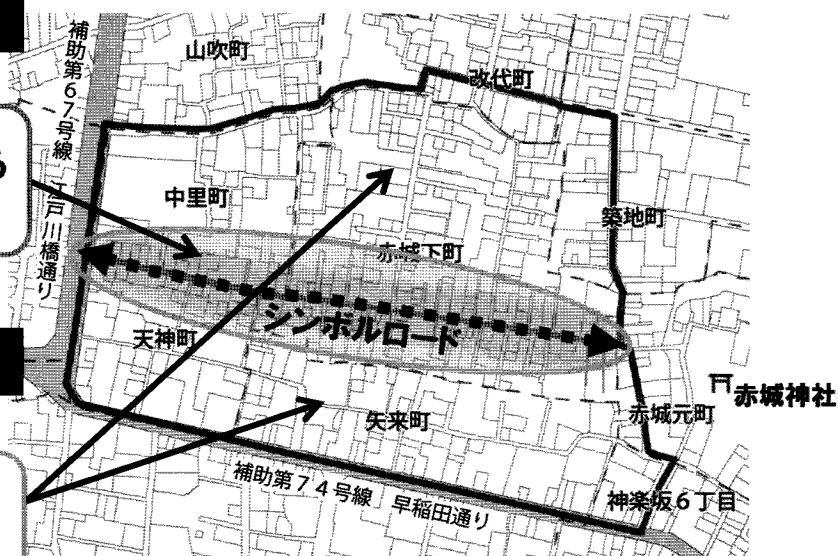 山吹町
改代町
補助第67号線 江戸川橋通り
中里町
築地町
赤城下町
シンボルロード
天神町
赤城神社
矢来町
赤城元町
補助第74号線 早稲田通り
神楽坂6丁目